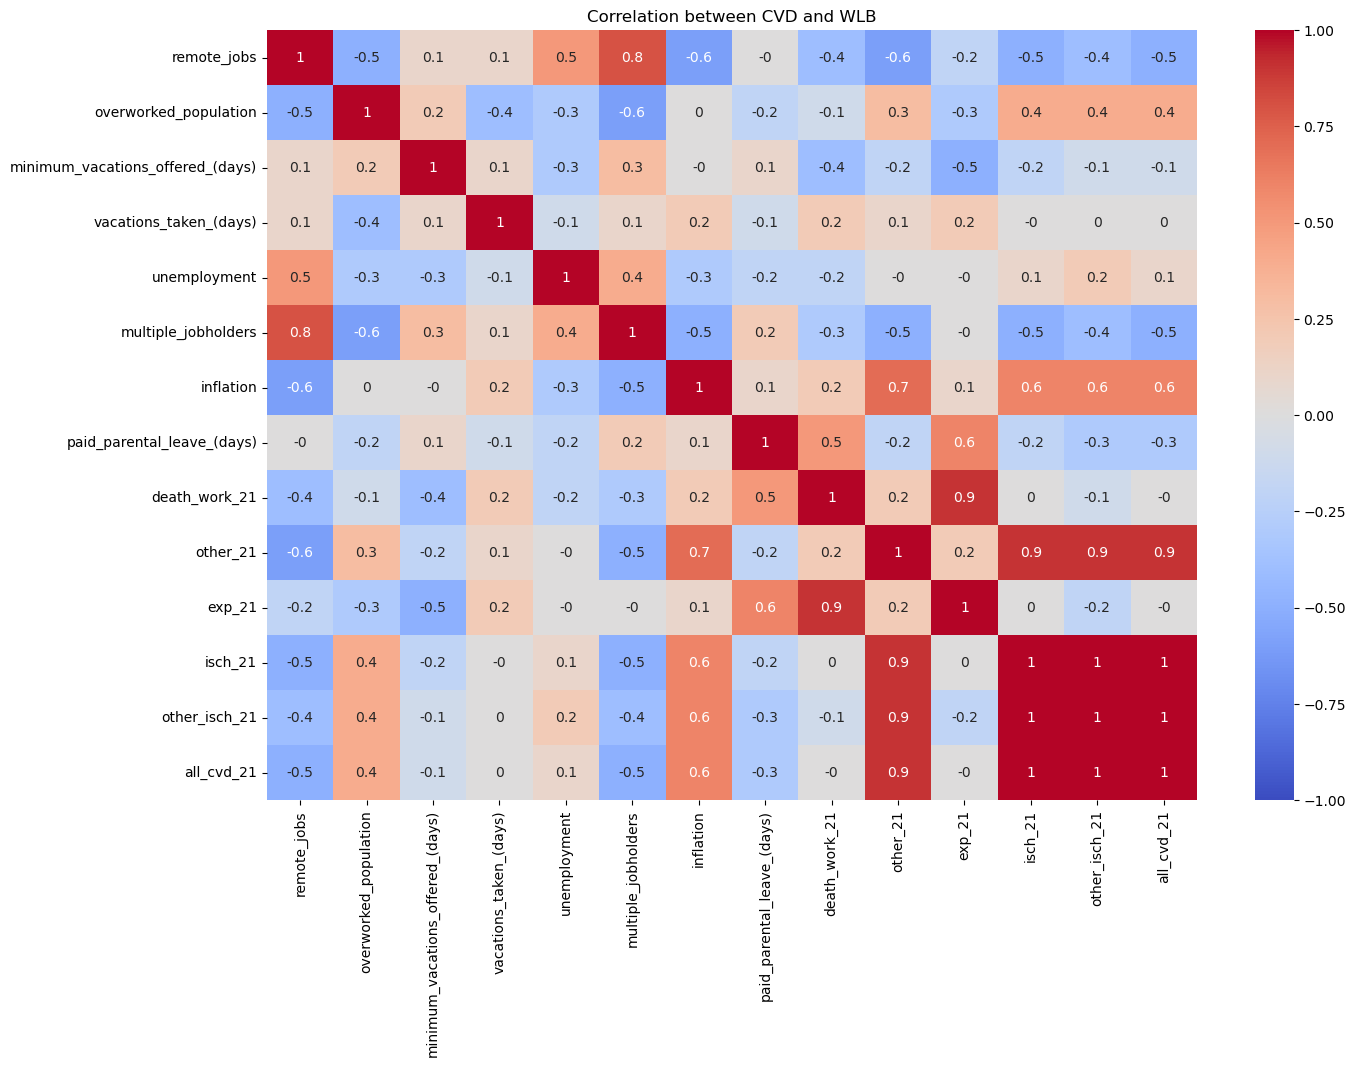 Correlation between CVD and WLB
remote_jobs 1 -0.5 0.1 0.1 0.5 0.8 -0.6 -0 -0.4 -0.6 -0.2 -0.5 -0.4 -0.5
overworked_population -0.5 1 0.2 -0.4 -0.3 -0.6 0 -0.2 -0.1 0.3 -0.3 0.4 0.4 0.4
minimum_vacations_offered_(days) 0.1 0.2 1 0.1 -0.3 0.3 -0 0.1 -0.4 -0.2 -0.5 -0.2 -0.1 -0.1
vacations_taken_(days) 0.1 -0.4 0.1 1 -0.1 0.1 0.2 -0.1 0.2 0.1 0.2 -0 0 0
unemployment 0.5 -0.3 -0.3 -0.1 1 0.4 -0.3 -0.2 -0.2 -0 -0 0.1 0.2 0.1
multiple_jobholders 0.8 -0.6 0.3 0.1 0.4 1 -0.5 0.2 -0.3 -0.5 -0 -0.5 -0.4 -0.5
inflation -0.6 0 -0 0.2 -0.3 -0.5 1 0.1 0.2 0.7 0.1 0.6 0.6 0.6
paid_parental_leave_(days) -0 -0.2 0.1 -0.1 -0.2 0.2 0.1 1 0.5 -0.2 0.6 -0.2 -0.3 -0.3
death_work_21 -0.4 -0.1 -0.4 0.2 -0.2 -0.3 0.2 0.5 1 0.2 0.9 0 -0.1 -0
other_21 -0.6 0.3 -0.2 0.1 -0 -0.5 0.7 -0.2 0.2 1 0.2 0.9 0.9 0.9
exp_21 -0.2 -0.3 -0.5 0.2 -0 -0 0.1 0.6 0.9 0.2 1 0 -0.2 -0
isch_21 -0.5 0.4 -0.2 -0 0.1 -0.5 0.6 -0.2 0 0.9 0 1 1 1
other_isch_21 -0.4 0.4 -0.1 0 0.2 -0.4 0.6 -0.3 -0.1 0.9 -0.2 1 1 1
all_cvd_21 -0.5 0.4 -0.1 0 0.1 -0.5 0.6 -0.3 -0 0.9 -0 1 1 1
remote_jobs
overworked_population
minimum_vacations_offered_(days)
vacations_taken_(days)
unemployment
multiple_jobholders
inflation
paid_parental_leave_(days)
death_work_21
other_21
exp_21
isch_21
other_isch_21
all_cvd_21
1.00
0.75
0.50
0.25
0.00
−0.25
−0.50
−0.75
−1.00